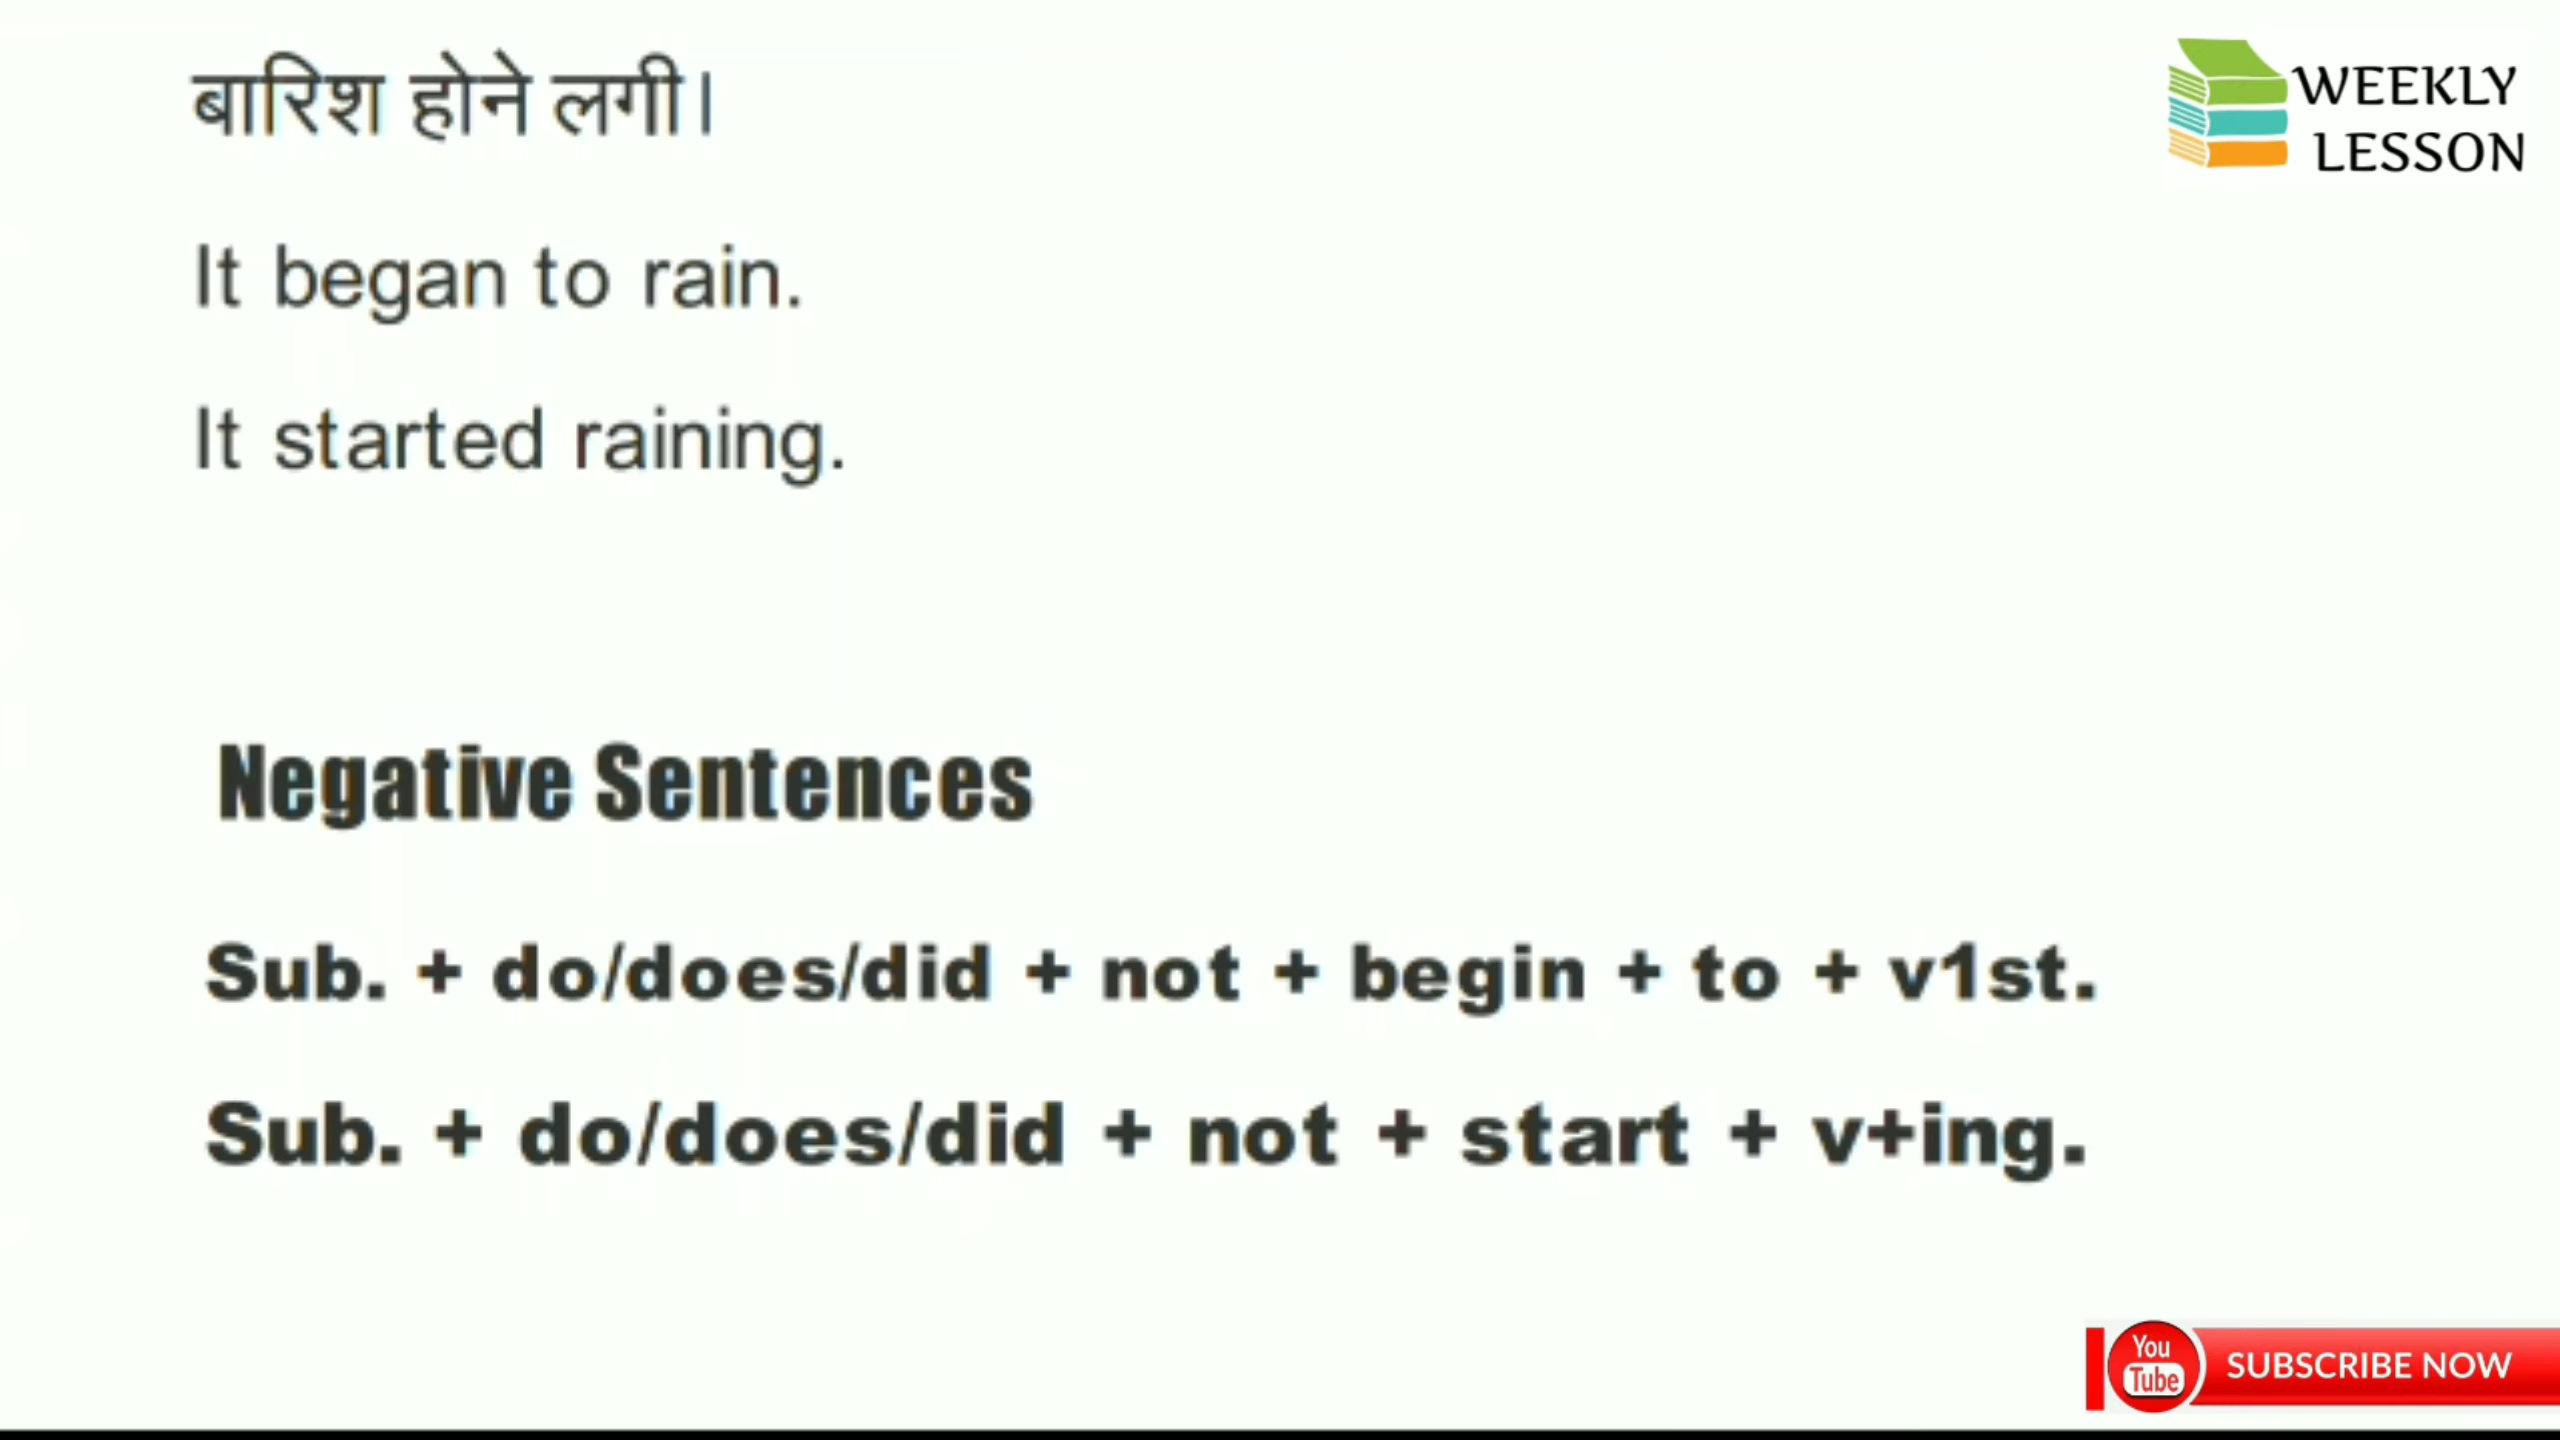 बारिश होने लगी।
WEEKLY
LESSON
It began to rain.
It started raining.
Negative Sentences
Sub. + do/does/did + not + begin + to + v1st.
Sub. + do/does/did + not + start + v+ing.
You
Tube
SUBSCRIBE NOW